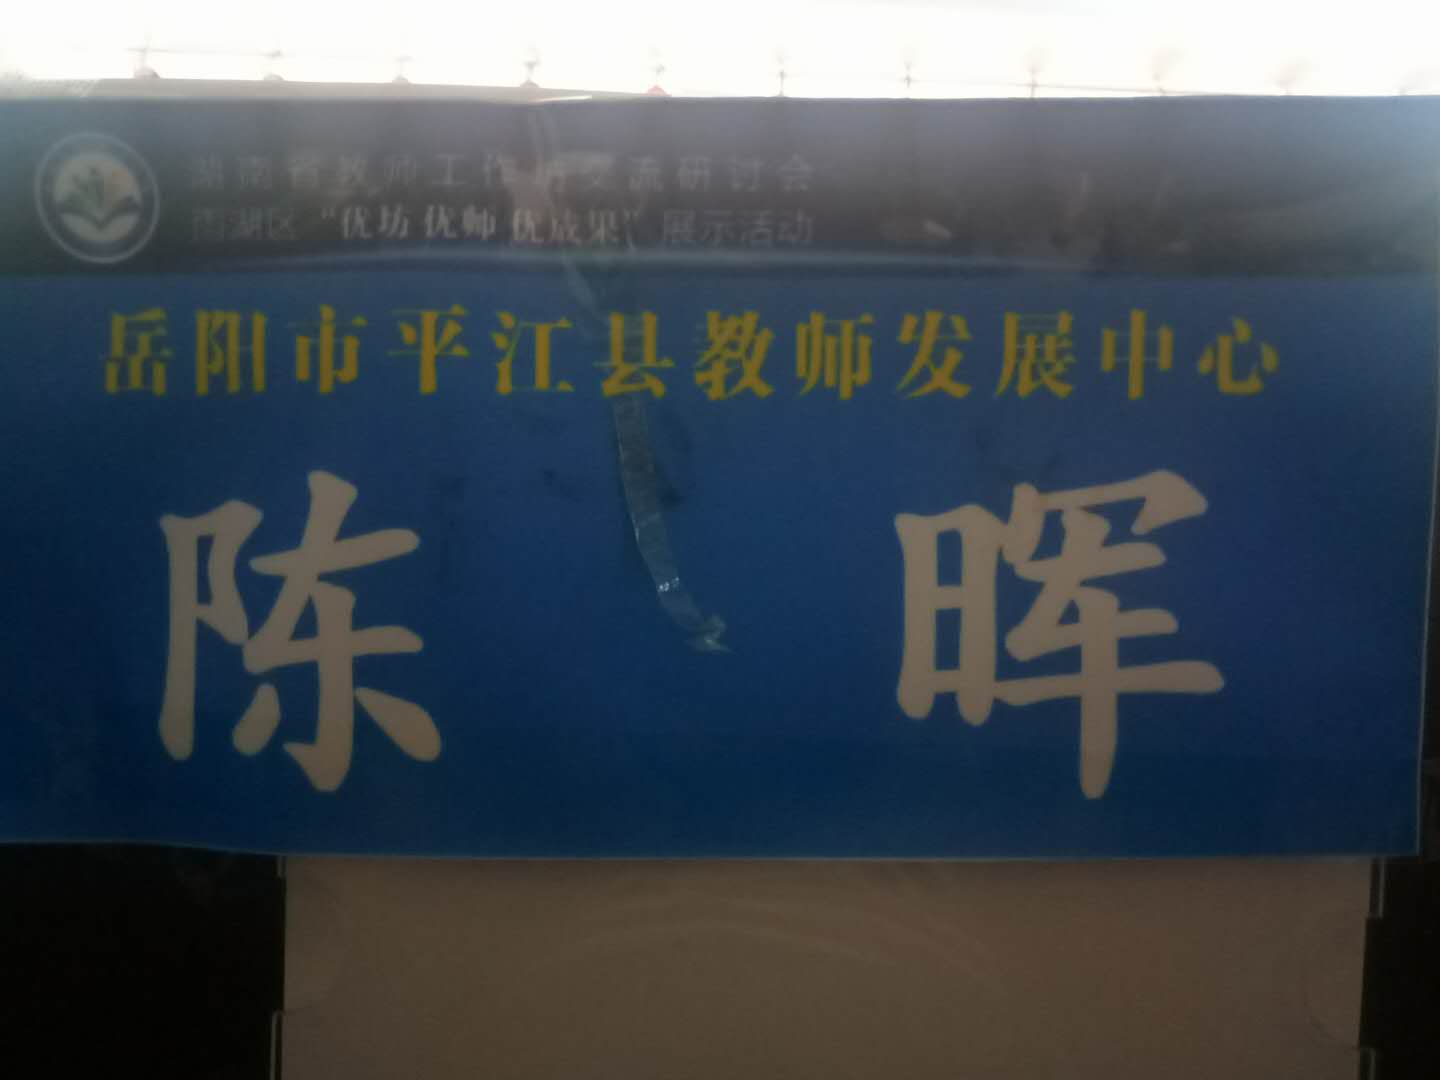 湖南省教师工作坊交流研讨会
雨湖区“优坊 优师 优成果”展示活动
岳阳市平江县教师发展中心
陈 晖